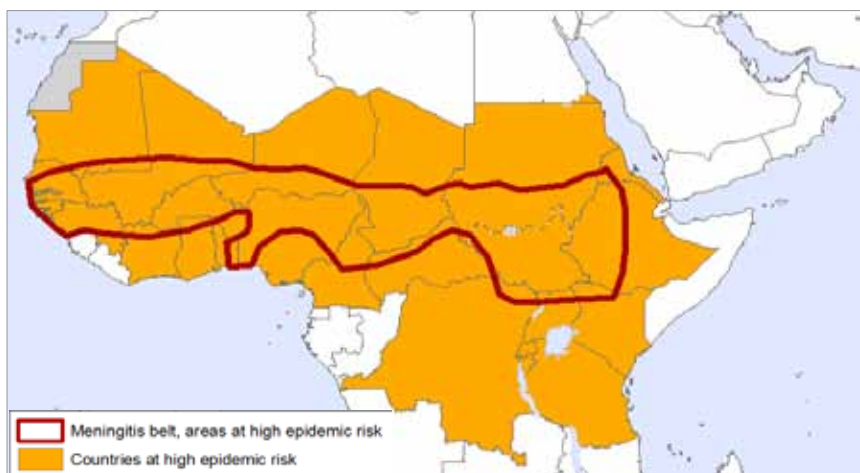 Meningitis belt, areas at high epidemic risk
Countries at high epidemic risk